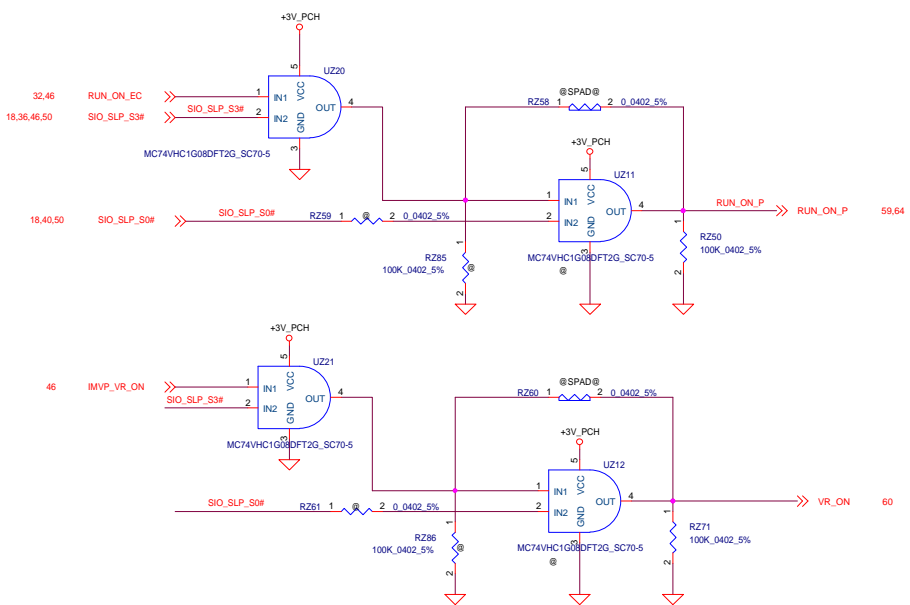 +3V_PCH
UZ20
5
VCC
32,46 RUN_ON_EC 1 IN1
OUT 4
18,36,46,50 SIO_SLP_S3# SIO_SLP_S3# 2 IN2
GND
3
MC74VHC1G08DFT2G_SC70-5
@SPAD@
RZ58 1 2 0_0402_5%
+3V_PCH
5
UZ11
VCC
1 IN1
OUT 4 RUN_ON_P RUN_ON_P 59,64
18,40,50 SIO_SLP_S0# SIO_SLP_S0# RZ59 1 @ 2 0_0402_5% 2 IN2
GND
3
MC74VHC1G08DFT2G_SC70-5
@
1
RZ85
100K_0402_5%
@
2
1
RZ50
100K_0402_5%
2
+3V_PCH
5
UZ21
VCC
46 IMVP_VR_ON 1 IN1
OUT 4
SIO_SLP_S3# 2 IN2
GND
3
MC74VHC1G08DFT2G_SC70-5
@SPAD@
RZ60 1 2 0_0402_5%
+3V_PCH
5
UZ12
VCC
1 IN1
OUT 4 VR_ON 60
SIO_SLP_S0# RZ61 1 @ 2 0_0402_5% 2 IN2
GND
3
MC74VHC1G08DFT2G_SC70-5
@
1
RZ86
100K_0402_5%
@
2
1
RZ71
100K_0402_5%
2